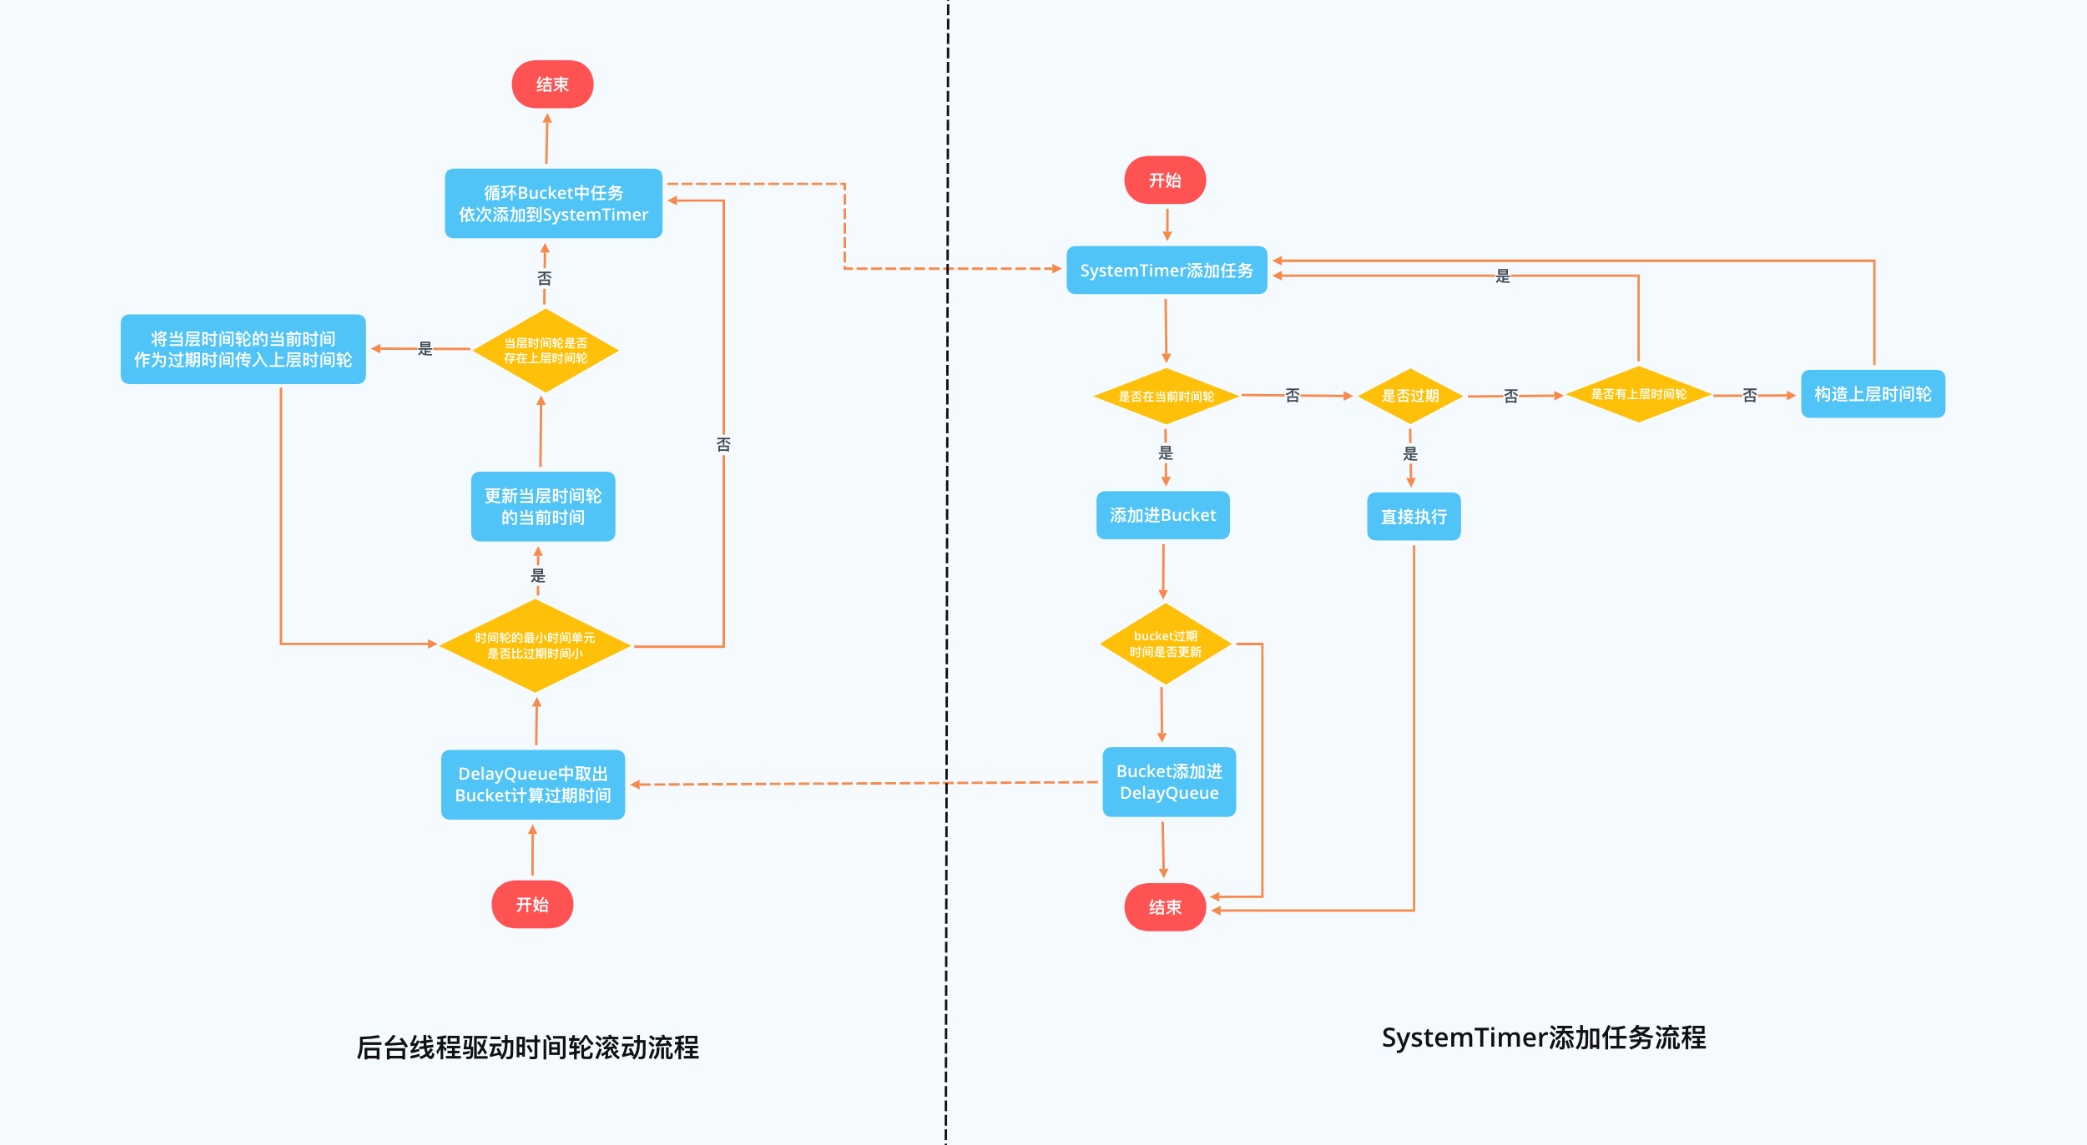 结束
循环Bucket中任务
依次添加到SystemTimer
否
将当层时间轮的当前时间
作为过期时间传入上层时间轮
是
当层时间轮是否
存在上层时间轮
否
更新当层时间轮
的当前时间
是
时间轮的最小时间单元
是否比过期时间小
DelayQueue中取出
Bucket计算过期时间
开始
后台线程驱动时间轮滚动流程
开始
SystemTimer添加任务
是
是否在当前时间轮
否
是否过期
否
是否有上层时间轮
否
构造上层时间轮
是
是
添加进Bucket
直接执行
bucket过期
时间是否更新
Bucket添加进
DelayQueue
结束
SystemTimer添加任务流程